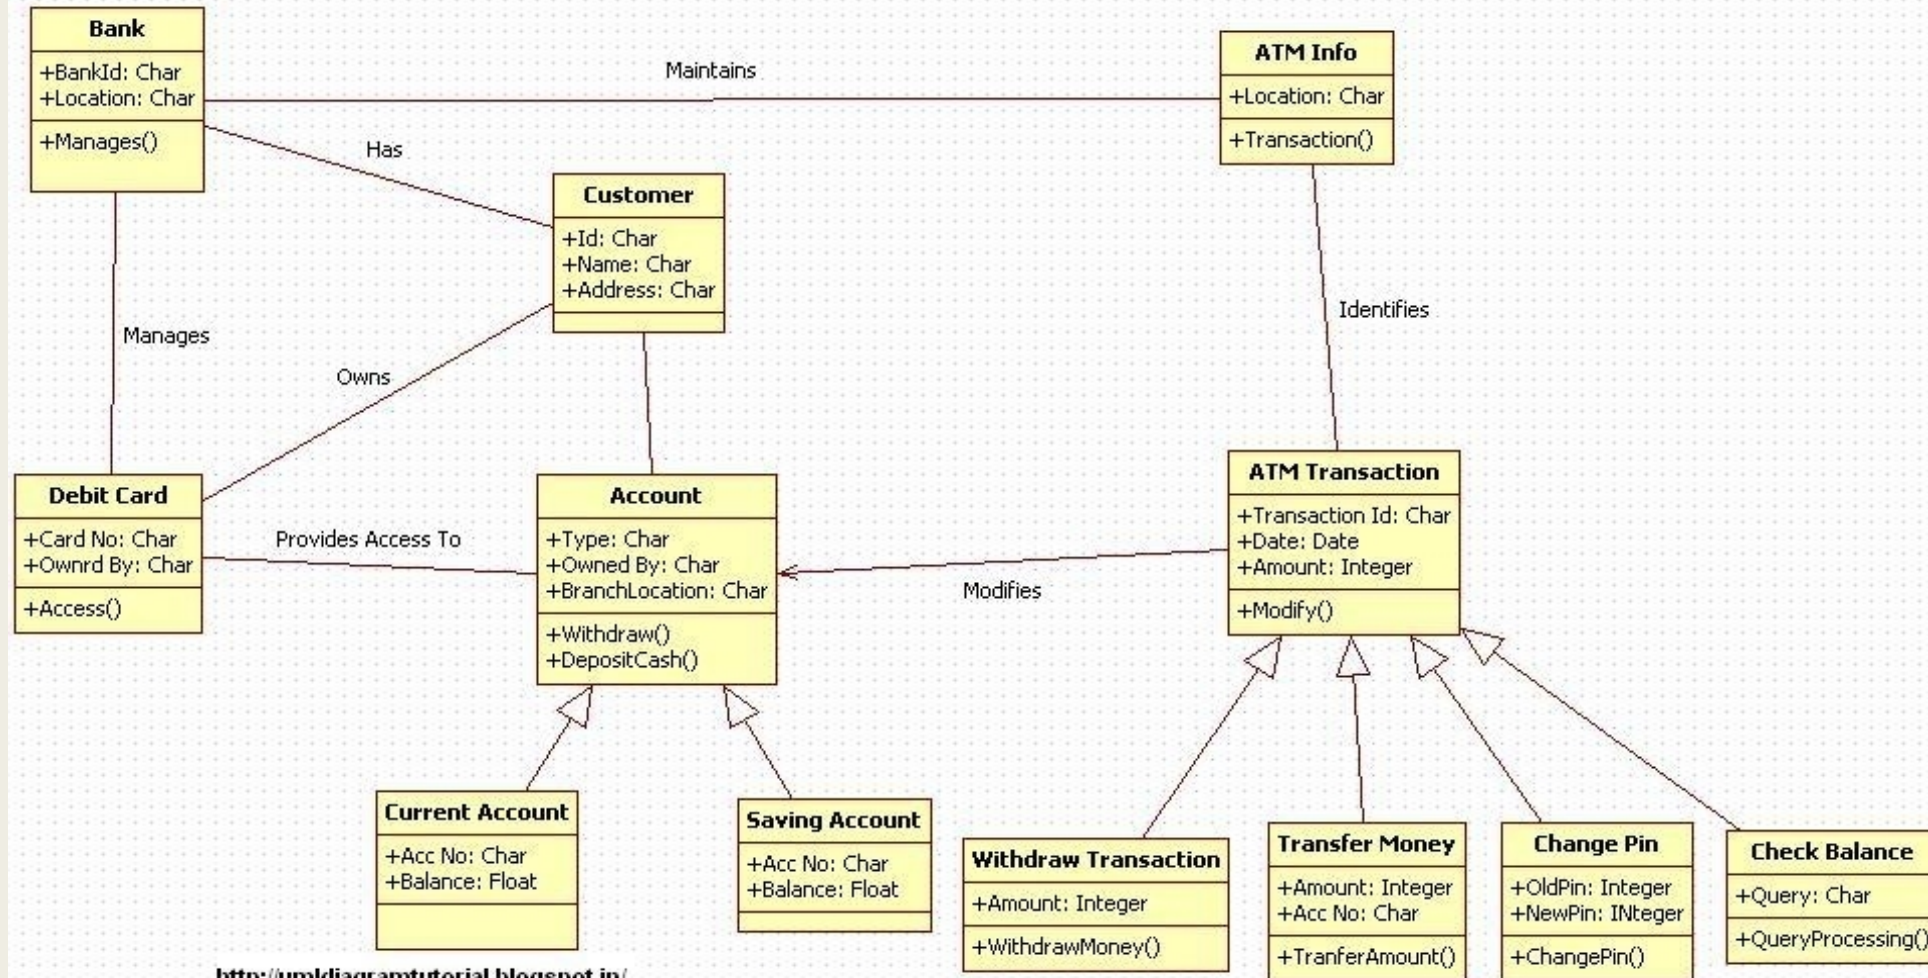 Bank
+BankId: Char
+Location: Char
+Manages()
Maintains
ATM Info
+Location: Char
+Transaction()
Has
Customer
+Id: Char
+Name: Char
+Address: Char
Manages
Owns
Identifies
Debit Card
+Card No: Char
+Ownrd By: Char
+Access()
Provides Access To
Account
+Type: Char
+Owned By: Char
+BranchLocation: Char
+Withdraw()
+DepositCash()
Modifies
ATM Transaction
+Transaction Id: Char
+Date: Date
+Amount: Integer
+Modify()
Current Account
+Acc No: Char
+Balance: Float
Saving Account
+Acc No: Char
+Balance: Float
Withdraw Transaction
+Amount: Integer
+WithdrawMoney()
Transfer Money
+Amount: Integer
+Acc No: Char
+TranferAmount()
Change Pin
+OldPin: Integer
+NewPin: INteger
+ChangePin()
Check Balance
+Query: Char
+QueryProcessing()
http://umldiagramtutorial.blogspot.in/